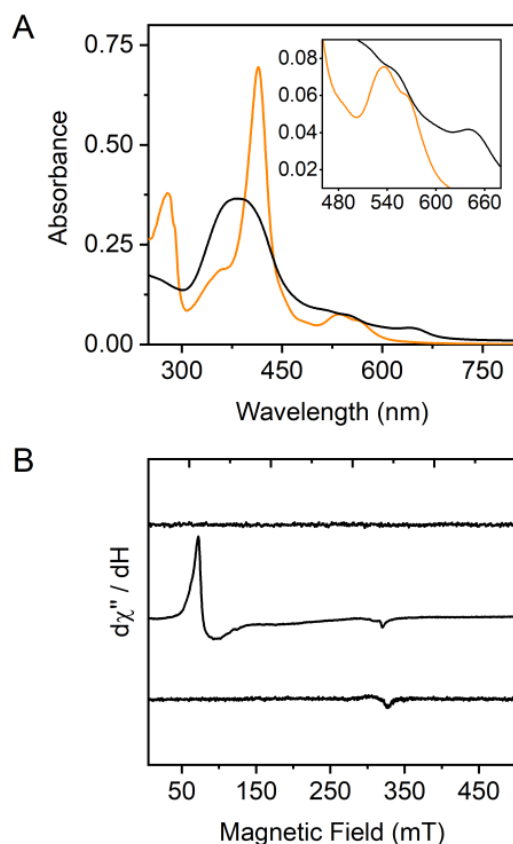 A
0.75
0.50
0.25
0.00
Absorbance
0.08
0.06
0.04
0.02
480 540 600 660
300 450 600 750
Wavelength (nm)
B
dχ" / dH
50 150 250 350 450
Magnetic Field (mT)